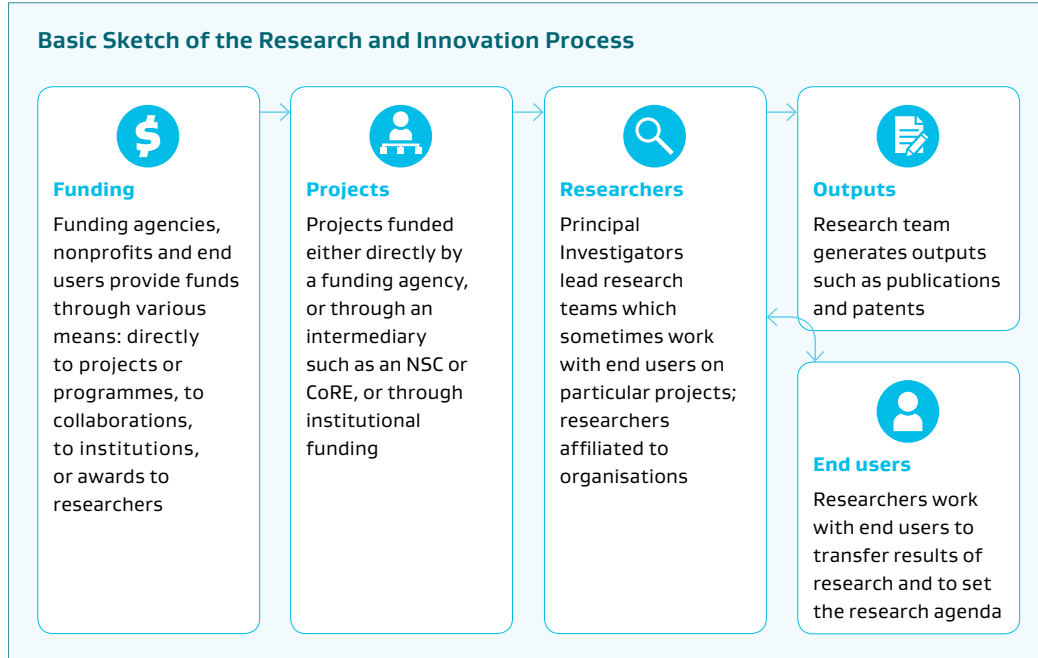 Basic Sketch of the Research and Innovation Process
Funding
Funding agencies,
nonprofits and end
users provide funds
through various
means: directly
to projects or
programmes, to
collaborations,
to institutions,
or awards to
researchers
Projects
Projects funded
either directly by
a funding agency,
or through an
intermediary
such as an NSC or
CoRE, or through
institutional
funding
Researchers
Principal
Investigators
lead research
teams which
sometimes work
with end users on
particular projects;
researchers
affiliated to
organisations
Outputs
Research team
generates outputs
such as publications
and patents
End users
Researchers work
with end users to
transfer results of
research and to set
the research agenda